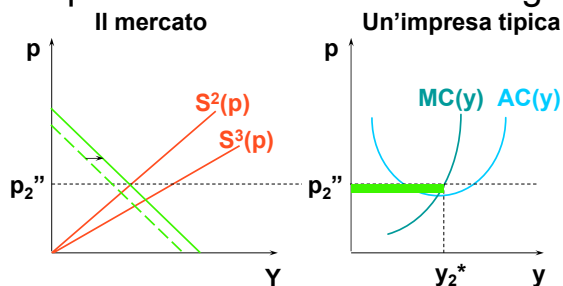 Il mercato
Un'impresa tipica
p
S²(p)
S³(p)
p₂”
Y
p
MC(y)
AC(y)
p₂”
y₂*
y